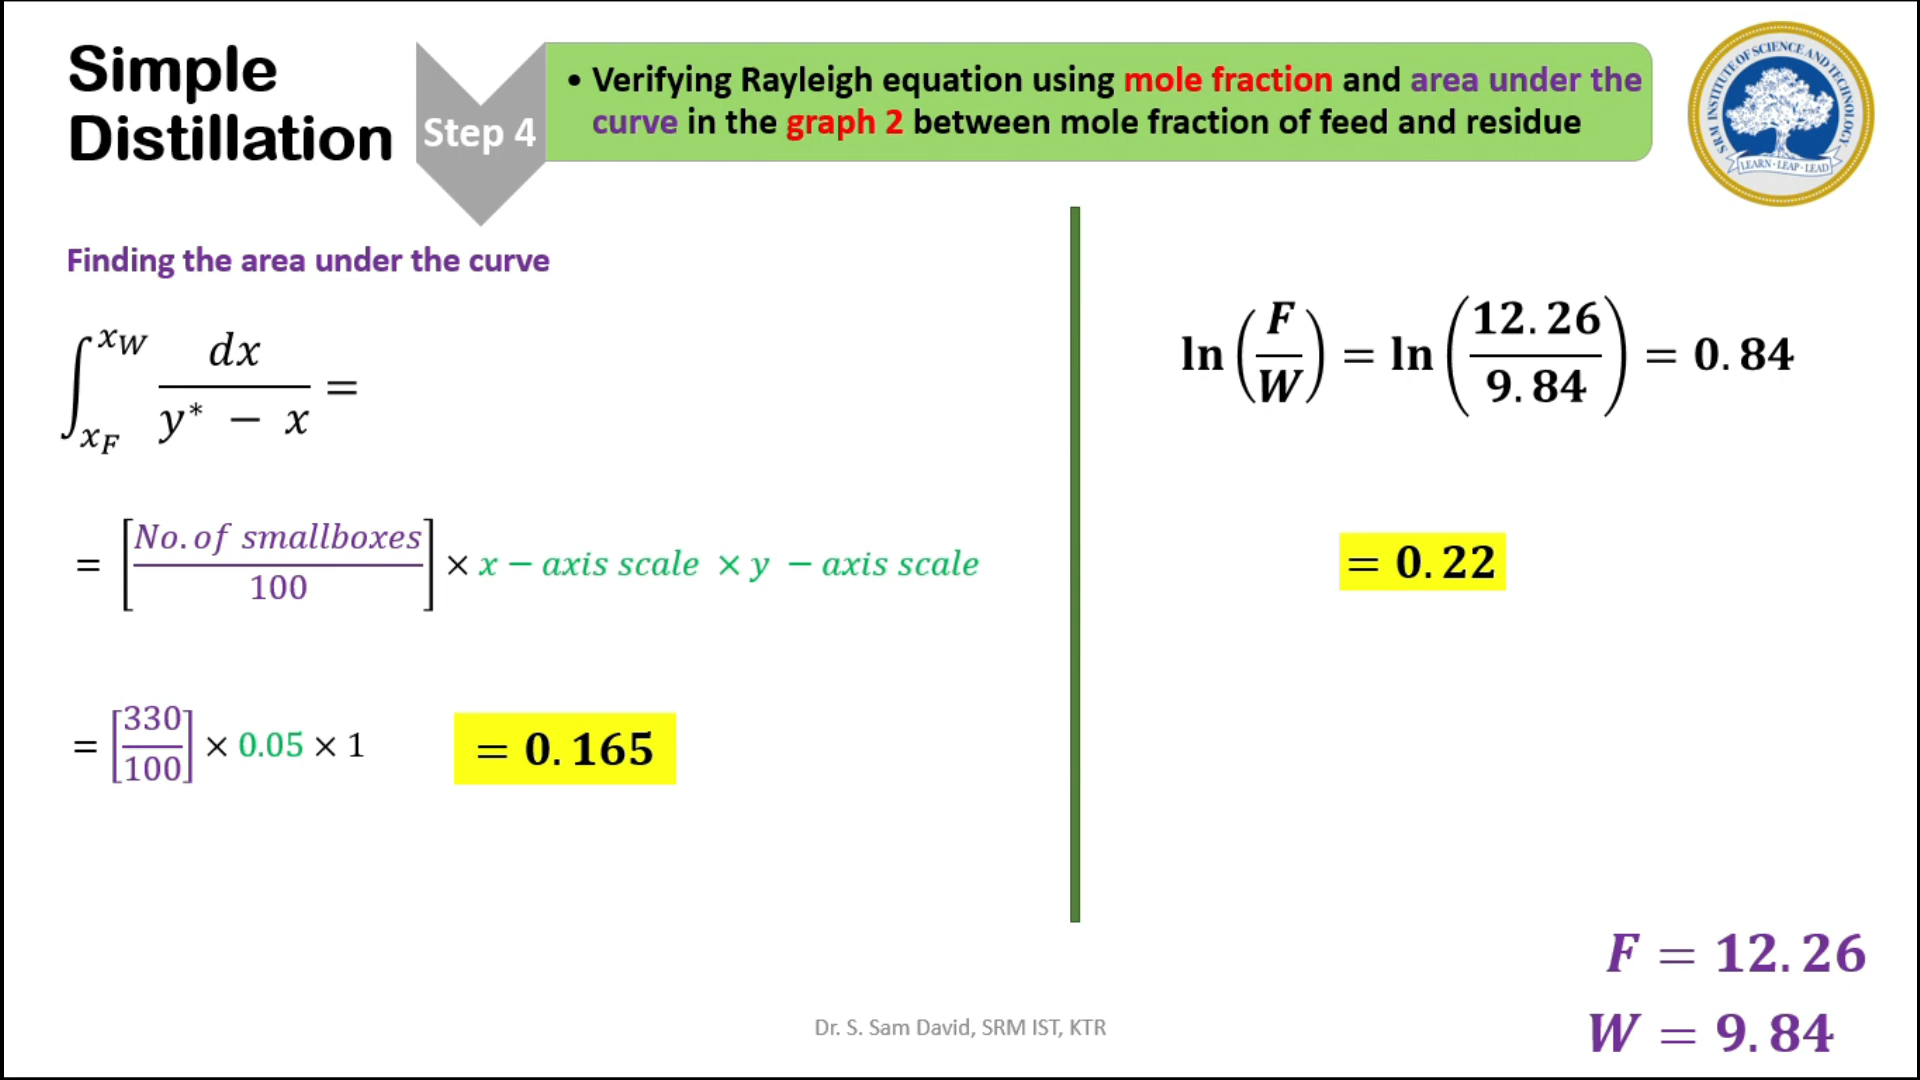 Simple
Distillation
Step 4
• Verifying Rayleigh equation using mole fraction and area under the
curve in the graph 2 between mole fraction of feed and residue
SRM INSTITUTE OF SCIENCE AND TECHNOLOGY
LEARN · LEAP · LEAD
Finding the area under the curve
∫_{x_F}^{x_W} dx / (y* − x) =
= [No. of smallboxes / 100] × x − axis scale × y − axis scale
= [330 / 100] × 0.05 × 1 = 0.165
ln (F / W) = ln (12.26 / 9.84) = 0.84
= 0.22
F = 12.26
W = 9.84
Dr. S. Sam David, SRM IST, KTR